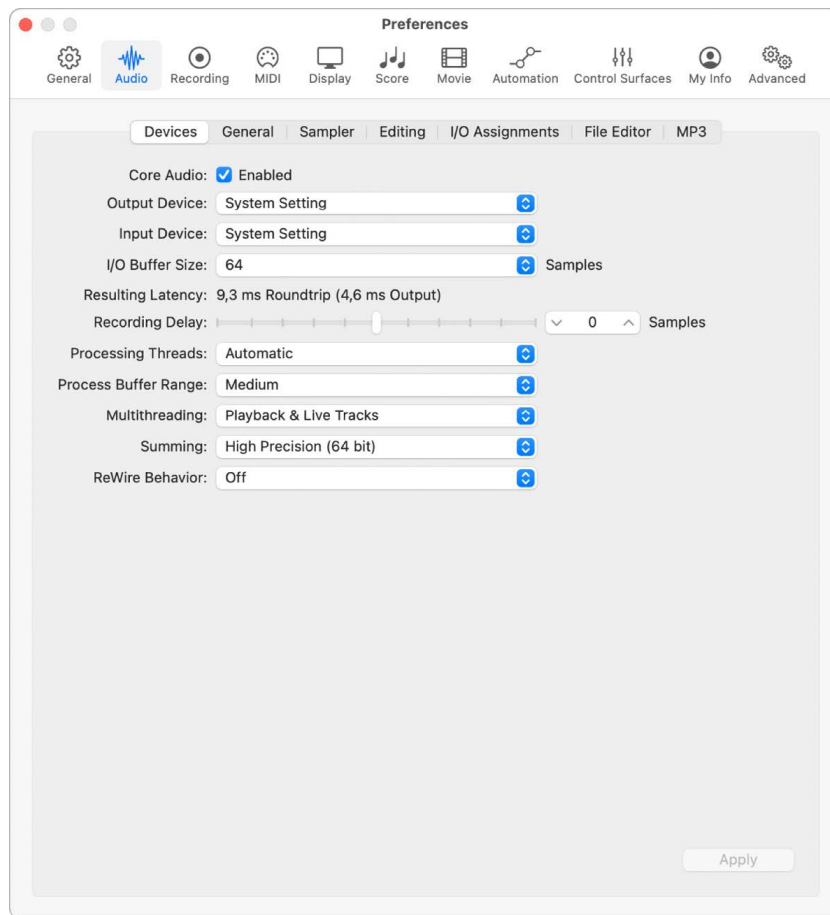 Preferences
General Audio Recording MIDI Display Score Movie Automation Control Surfaces My Info Advanced
Devices General Sampler Editing I/O Assignments File Editor MP3
Core Audio: Enabled
Output Device: System Setting
Input Device: System Setting
I/O Buffer Size: 64 Samples
Resulting Latency: 9,3 ms Roundtrip (4,6 ms Output)
Recording Delay: 0 Samples
Processing Threads: Automatic
Process Buffer Range: Medium
Multithreading: Playback & Live Tracks
Summing: High Precision (64 bit)
ReWire Behavior: Off
Apply